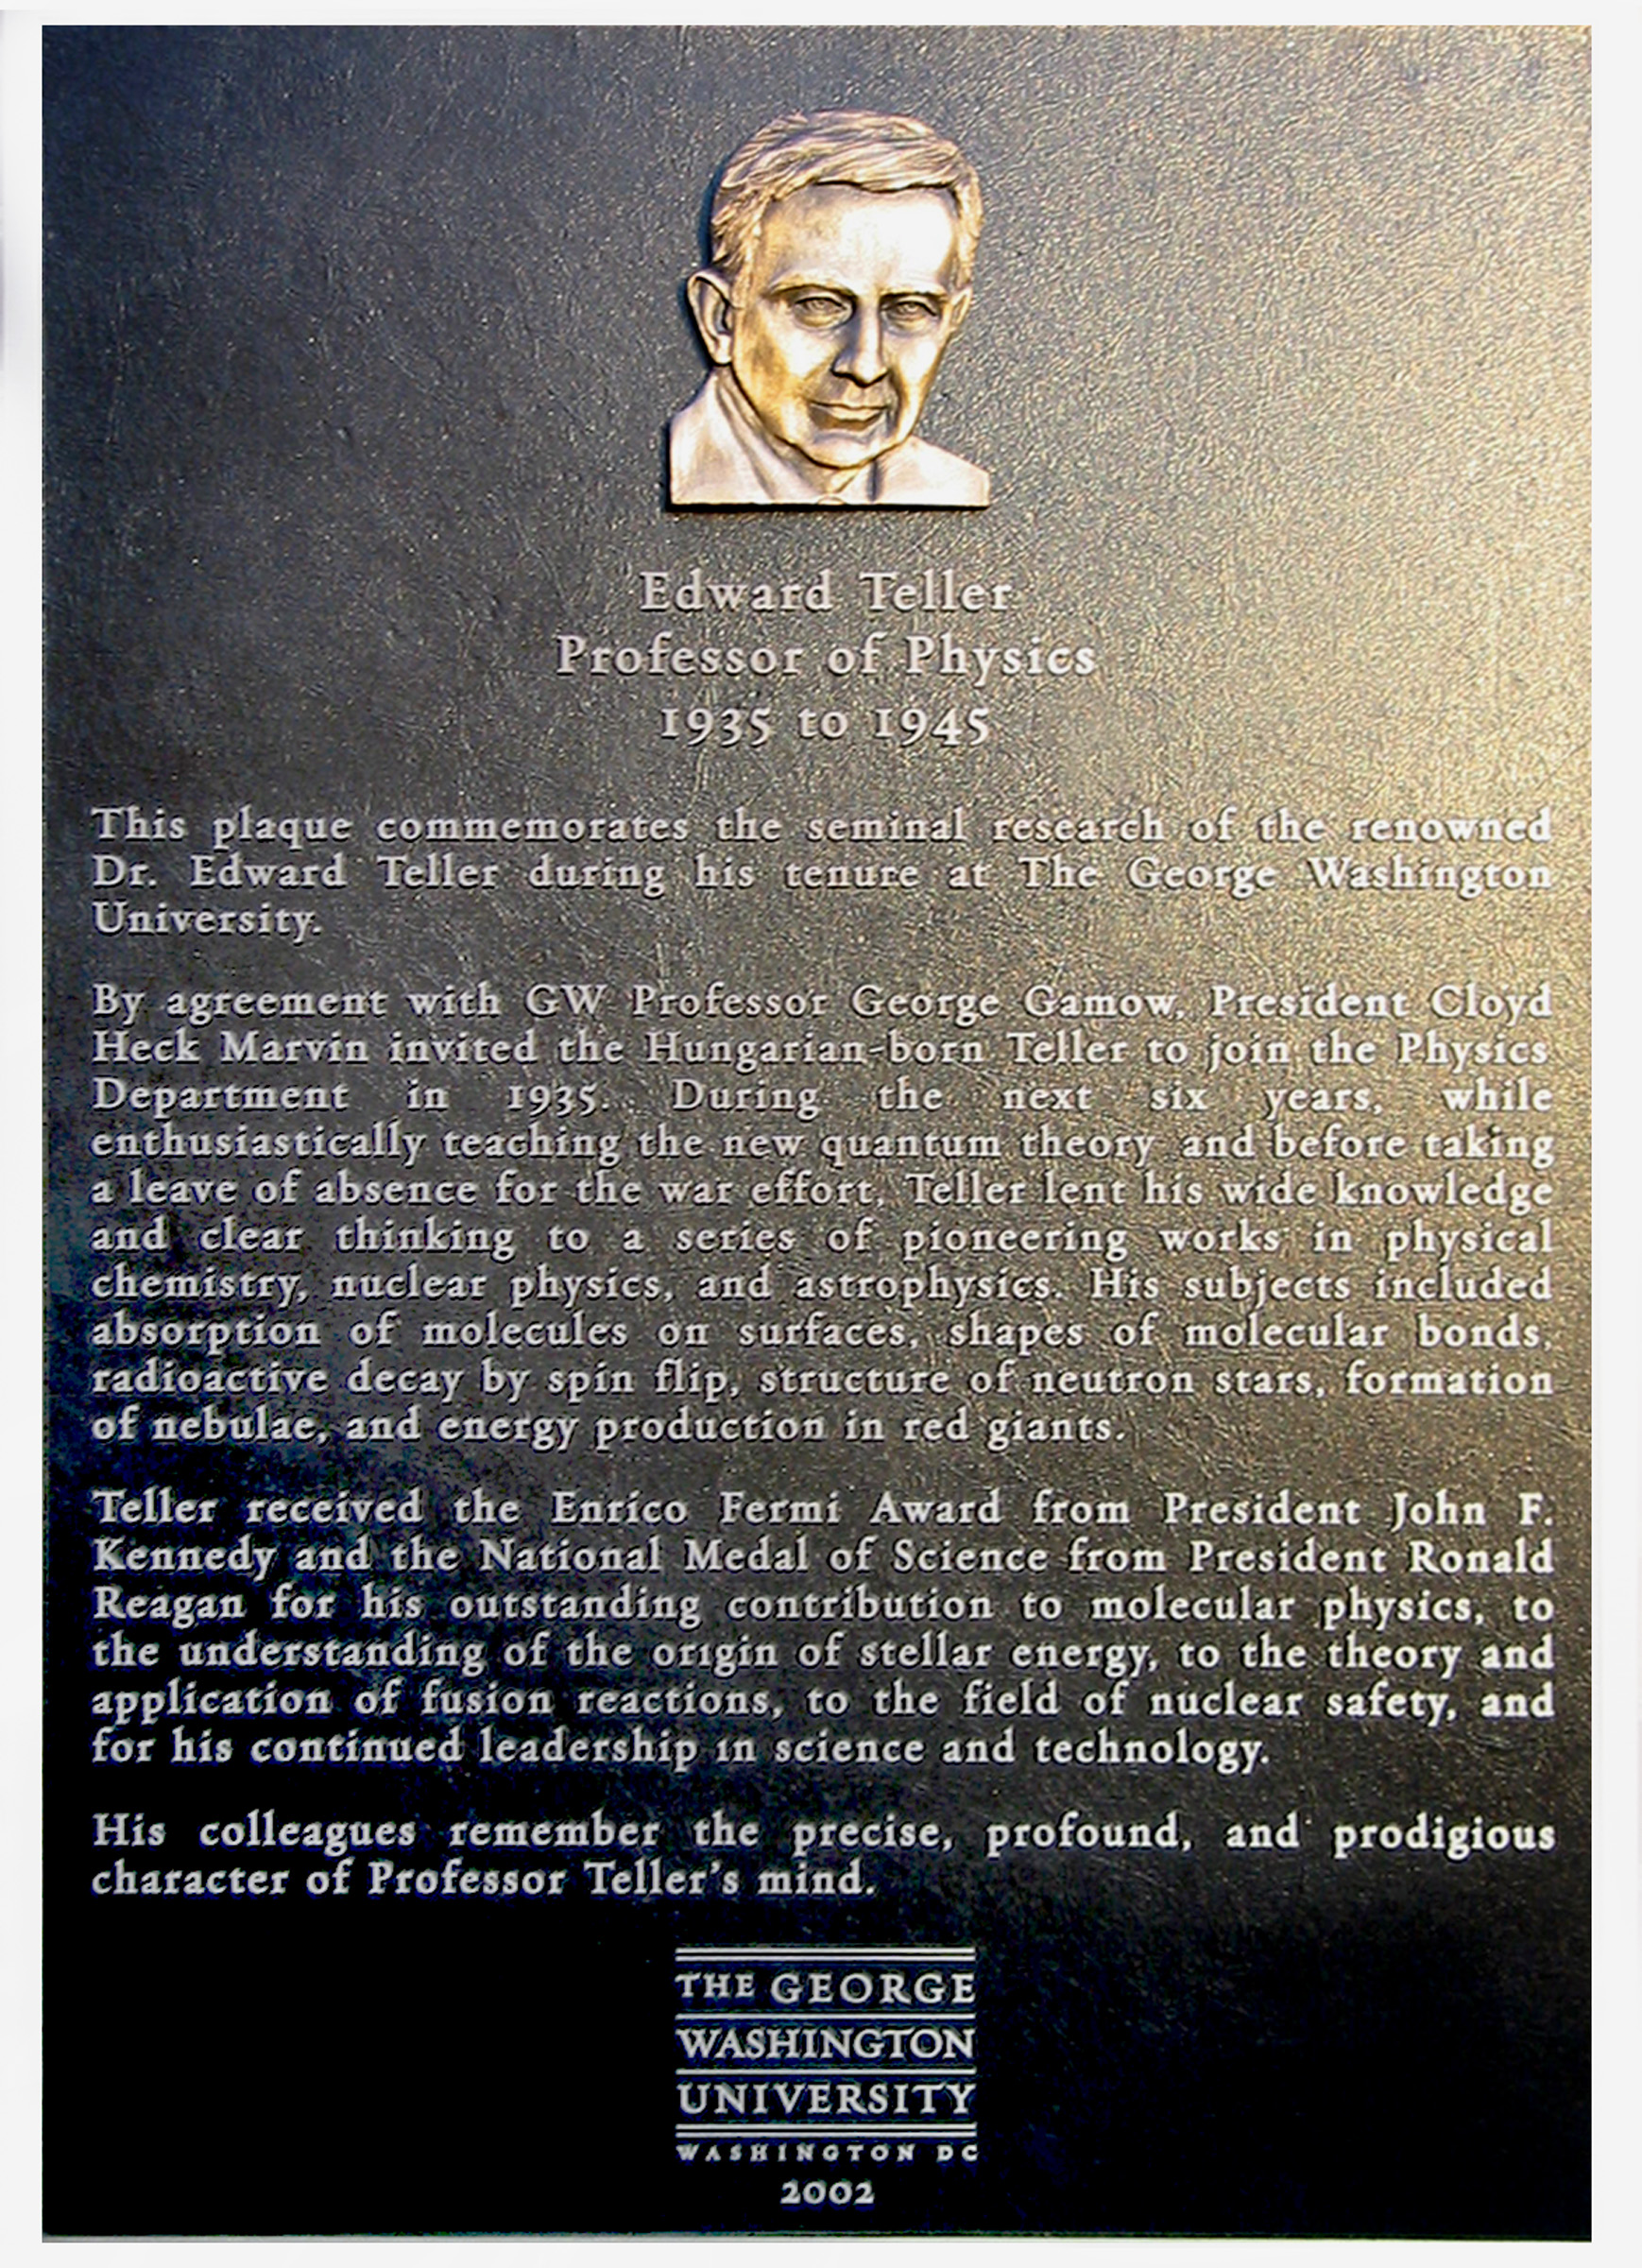 Edward Teller
Professor of Physics
1935 to 1945
This plaque commemorates the seminal research of the renowned
Dr. Edward Teller during his tenure at The George Washington
University.
By agreement with GW Professor George Gamow, President Cloyd
Heck Marvin invited the Hungarian-born Teller to join the Physics
Department in 1935. During the next six years, while
enthusiastically teaching the new quantum theory and before taking
a leave of absence for the war effort, Teller lent his wide knowledge
and clear thinking to a series of pioneering works in physical
chemistry, nuclear physics, and astrophysics. His subjects included
absorption of molecules on surfaces, shapes of molecular bonds,
radioactive decay by spin flip, structure of neutron stars, formation
of nebulae, and energy production in red giants.
Teller received the Enrico Fermi Award from President John F.
Kennedy and the National Medal of Science from President Ronald
Reagan for his outstanding contribution to molecular physics, to
the understanding of the origin of stellar energy, to the theory and
application of fusion reactions, to the field of nuclear safety, and
for his continued leadership in science and technology.
His colleagues remember the precise, profound, and prodigious
character of Professor Teller's mind.
THE GEORGE
WASHINGTON
UNIVERSITY
WASHINGTON DC
2002